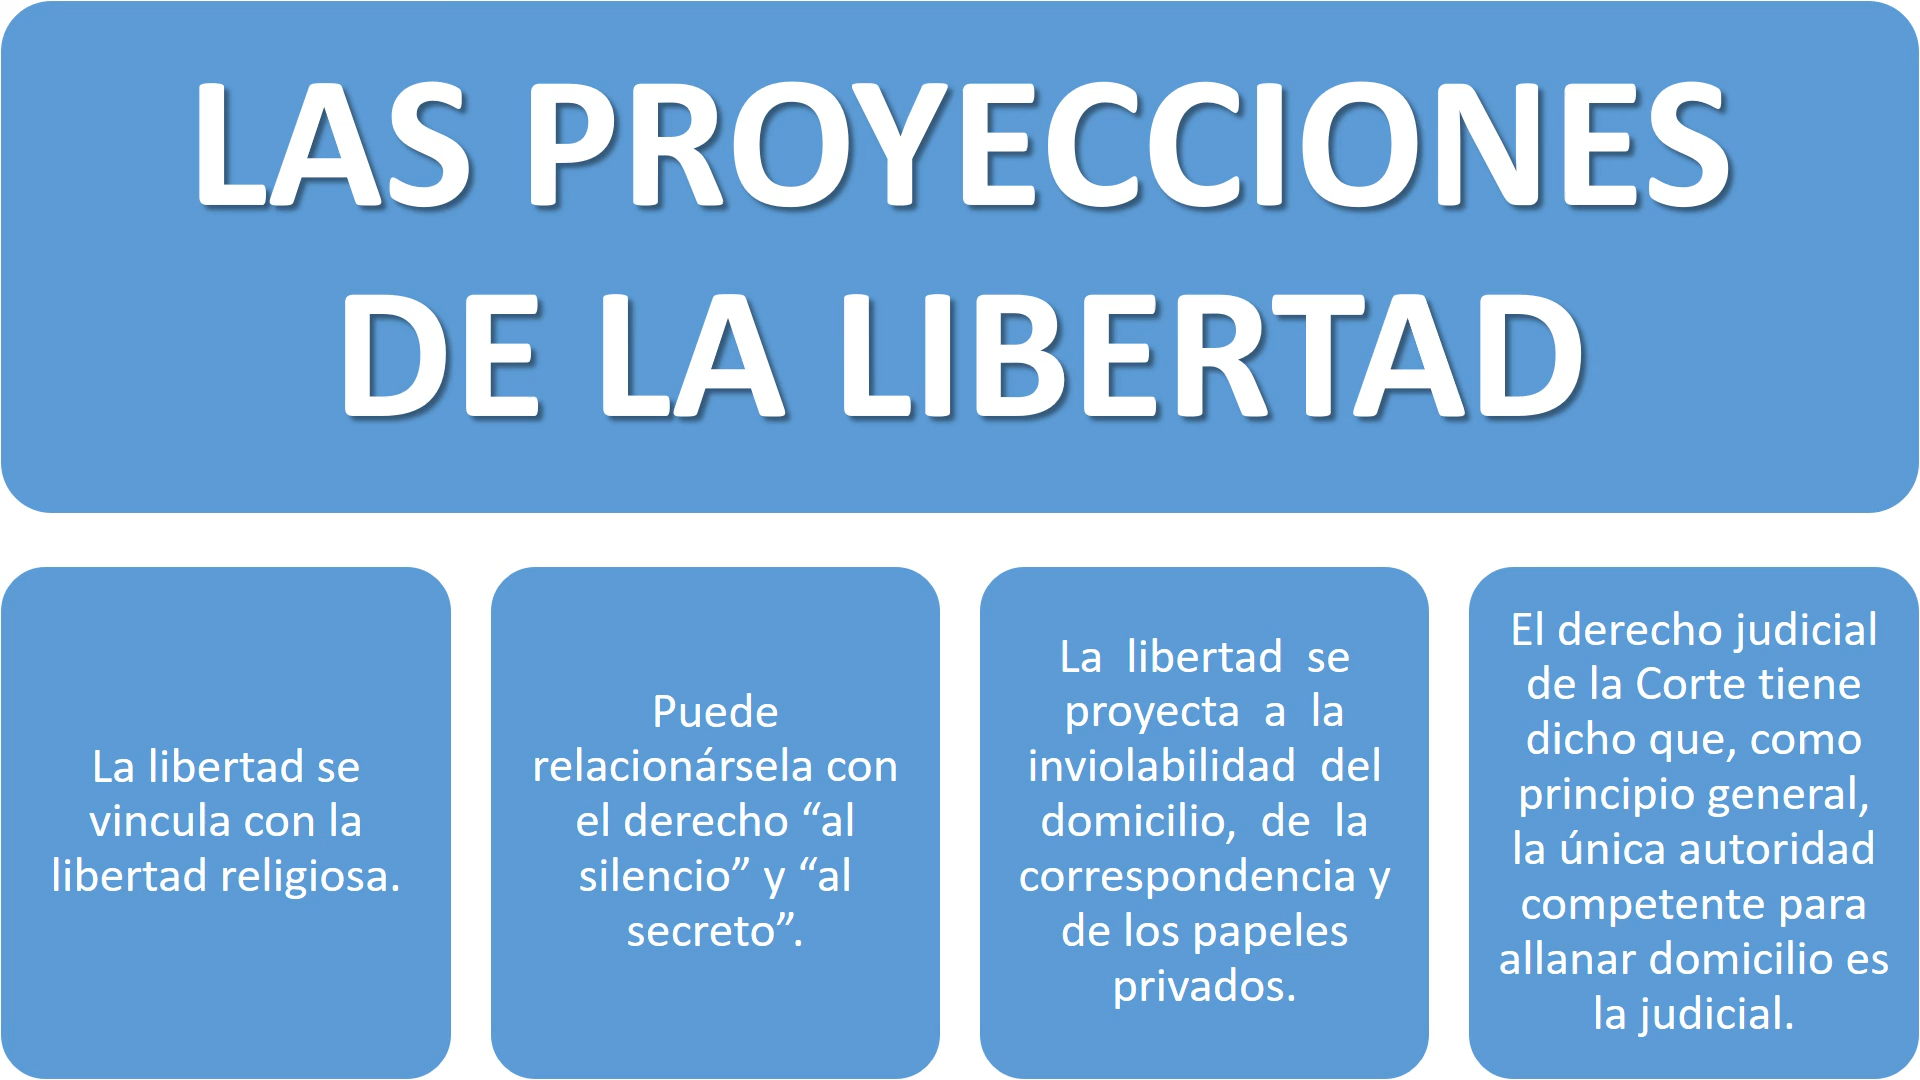 LAS PROYECCIONES
DE LA LIBERTAD
La libertad se
vincula con la
libertad religiosa.
Puede
relacionársela con
el derecho “al
silencio” y “al
secreto”.
La libertad se
proyecta a la
inviolabilidad del
domicilio, de la
correspondencia y
de los papeles
privados.
El derecho judicial
de la Corte tiene
dicho que, como
principio general,
la única autoridad
competente para
allanar domicilio es
la judicial.